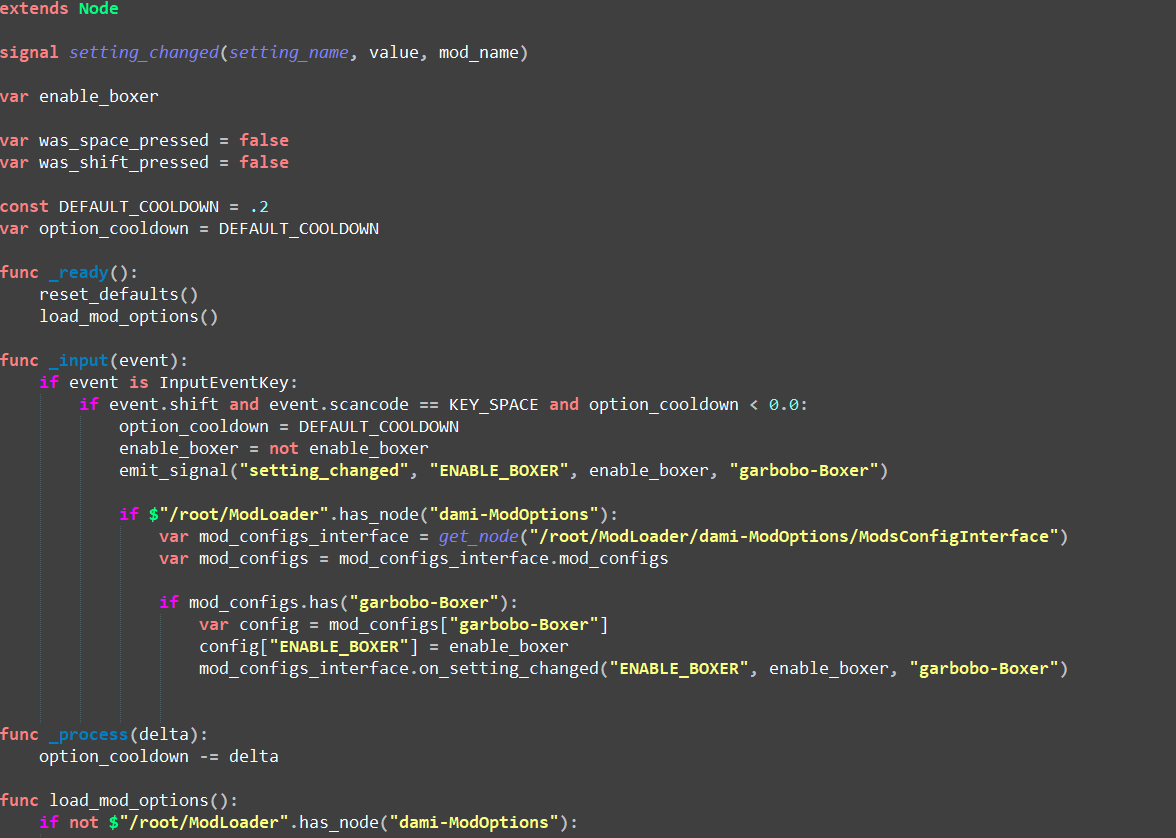 extends Node
signal setting_changed(setting_name, value, mod_name)
var enable_boxer
var was_space_pressed = false
var was_shift_pressed = false
const DEFAULT_COOLDOWN = .2
var option_cooldown = DEFAULT_COOLDOWN
func _ready():
    reset_defaults()
    load_mod_options()
func _input(event):
    if event is InputEventKey:
        if event.shift and event.scancode == KEY_SPACE and option_cooldown < 0.0:
            option_cooldown = DEFAULT_COOLDOWN
            enable_boxer = not enable_boxer
            emit_signal("setting_changed", "ENABLE_BOXER", enable_boxer, "garbobo-Boxer")
            if $"/root/ModLoader".has_node("dami-ModOptions"):
                var mod_configs_interface = get_node("/root/ModLoader/dami-ModOptions/ModsConfigInterface")
                var mod_configs = mod_configs_interface.mod_configs
                if mod_configs.has("garbobo-Boxer"):
                    var config = mod_configs["garbobo-Boxer"]
                    config["ENABLE_BOXER"] = enable_boxer
                    mod_configs_interface.on_setting_changed("ENABLE_BOXER", enable_boxer, "garbobo-Boxer")
func _process(delta):
    option_cooldown -= delta
func load_mod_options():
    if not $"/root/ModLoader".has_node("dami-ModOptions"):